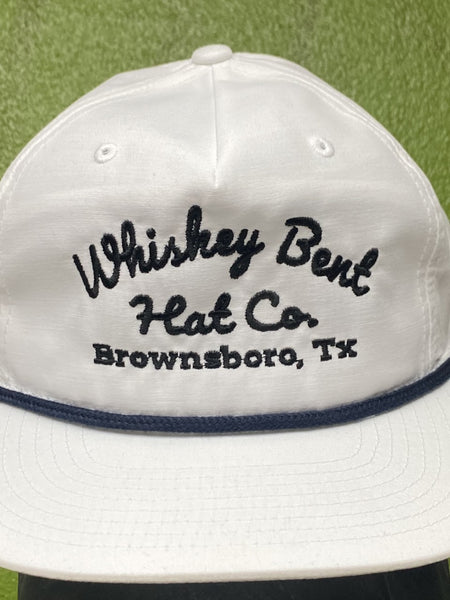 Whiskey Bent
Hat Co.
Brownsboro, Tx